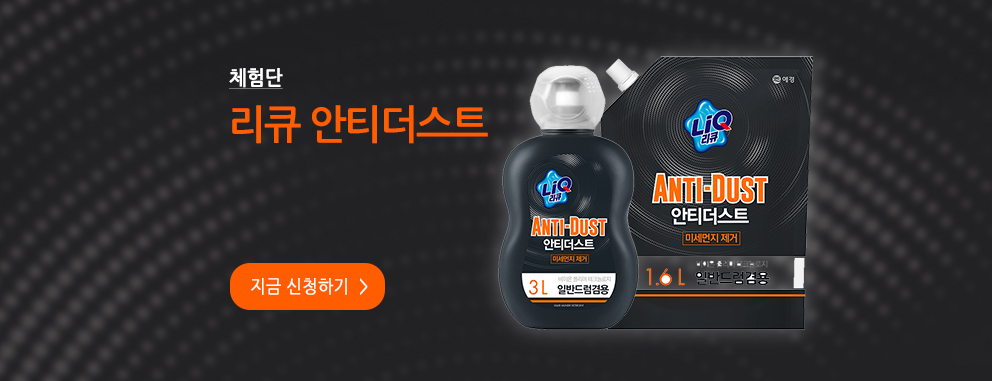 체험단
리큐 안티더스트
지금 신청하기
애경
LiQ
리큐
ANTI-DUST
안티더스트
미세먼지 제거
1.6 L
일반드럼겸용
LiQ
리큐
ANTI-DUST
안티더스트
미세먼지 제거
3L
일반드럼겸용